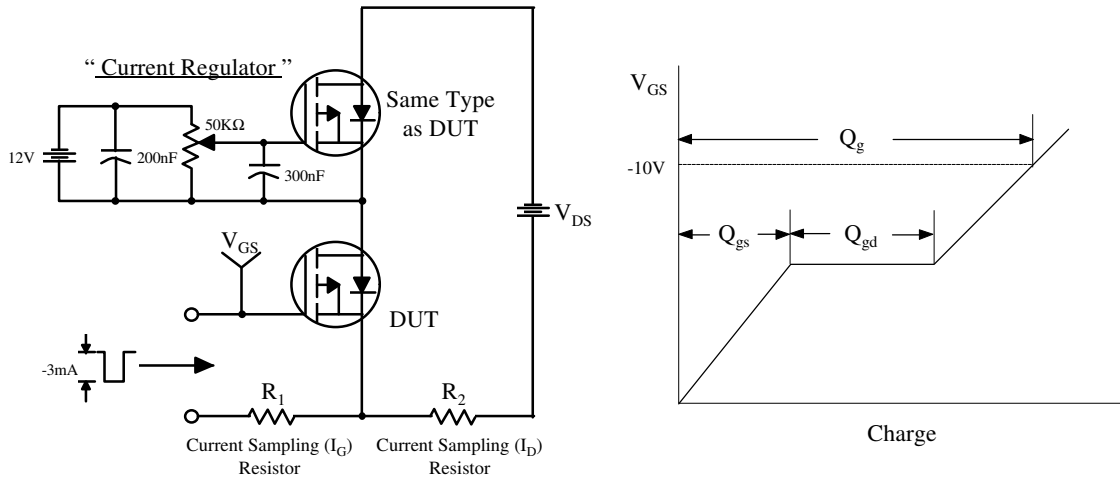 “ Current Regulator ”
Same Type
as DUT
50KΩ
12V
200nF
300nF
V_DS
V_GS
DUT
-3mA
R_1
R_2
Current Sampling (I_G)
Resistor
Current Sampling (I_D)
Resistor
V_GS
Q_g
-10V
Q_gs
Q_gd
Charge